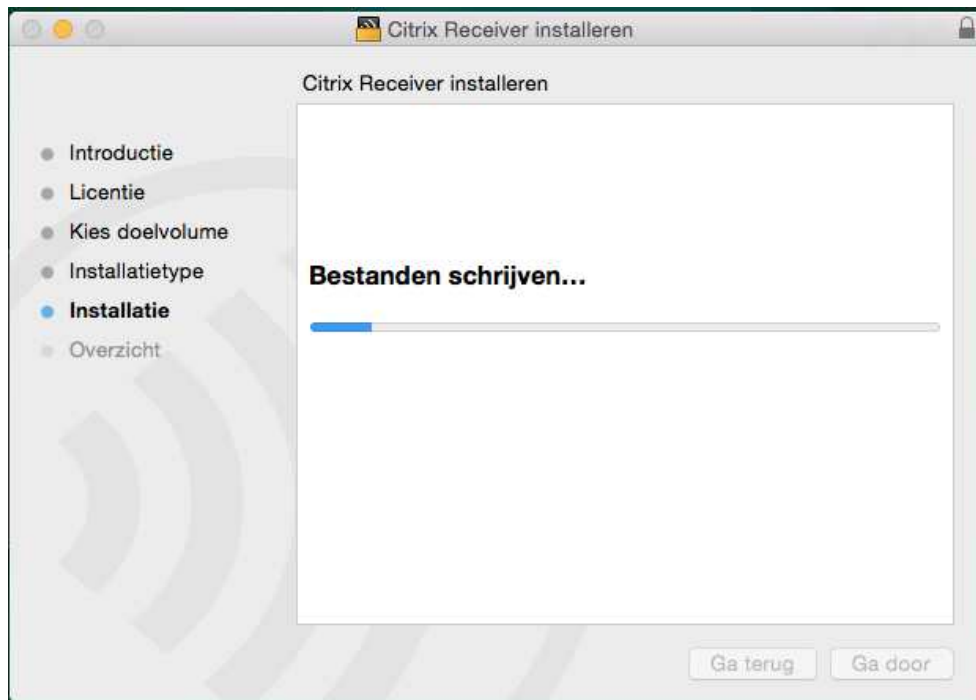 Citrix Receiver installeren
Citrix Receiver installeren
Introductie
Licentie
Kies doelvolume
Installatietype
Installatie
Overzicht
Bestanden schrijven...
Ga terug
Ga door